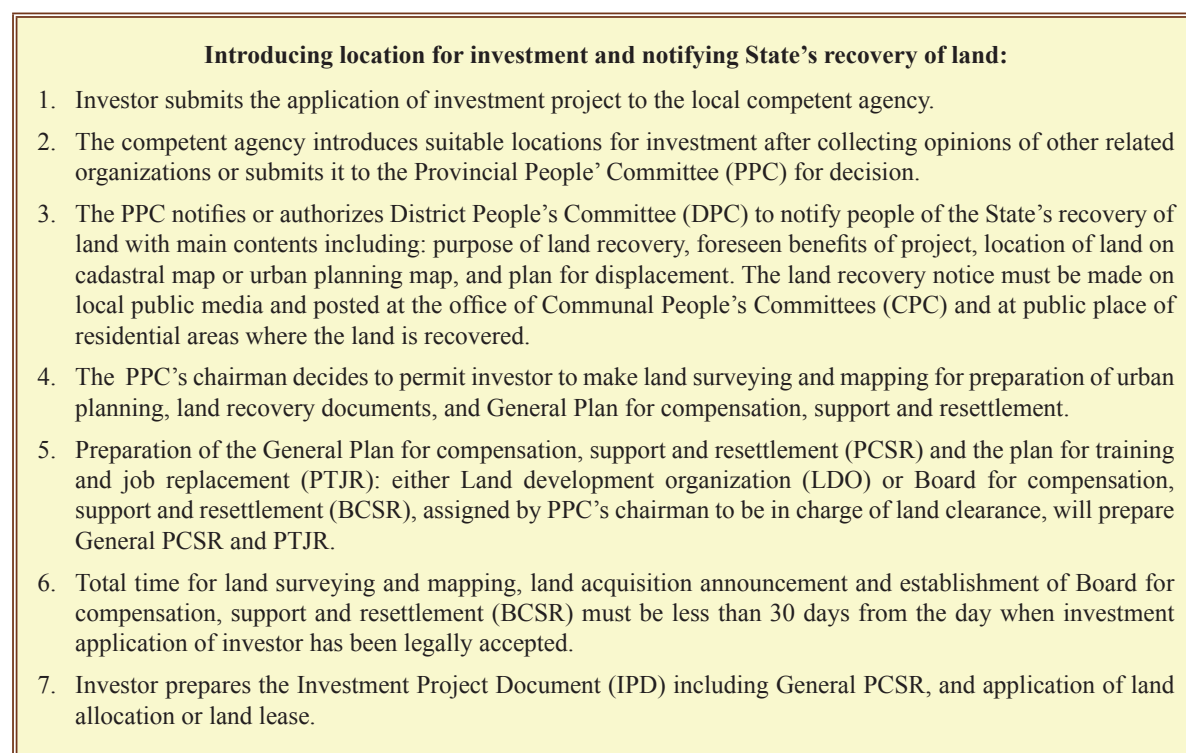 Introducing location for investment and notifying State's recovery of land:
1. Investor submits the application of investment project to the local competent agency.
2. The competent agency introduces suitable locations for investment after collecting opinions of other related
organizations or submits it to the Provincial People' Committee (PPC) for decision.
3. The PPC notifies or authorizes District People's Committee (DPC) to notify people of the State's recovery of
land with main contents including: purpose of land recovery, foreseen benefits of project, location of land on
cadastral map or urban planning map, and plan for displacement. The land recovery notice must be made on
local public media and posted at the office of Communal People's Committees (CPC) and at public place of
residential areas where the land is recovered.
4. The PPC's chairman decides to permit investor to make land surveying and mapping for preparation of urban
planning, land recovery documents, and General Plan for compensation, support and resettlement.
5. Preparation of the General Plan for compensation, support and resettlement (PCSR) and the plan for training
and job replacement (PTJR): either Land development organization (LDO) or Board for compensation,
support and resettlement (BCSR), assigned by PPC's chairman to be in charge of land clearance, will prepare
General PCSR and PTJR.
6. Total time for land surveying and mapping, land acquisition announcement and establishment of Board for
compensation, support and resettlement (BCSR) must be less than 30 days from the day when investment
application of investor has been legally accepted.
7. Investor prepares the Investment Project Document (IPD) including General PCSR, and application of land
allocation or land lease.